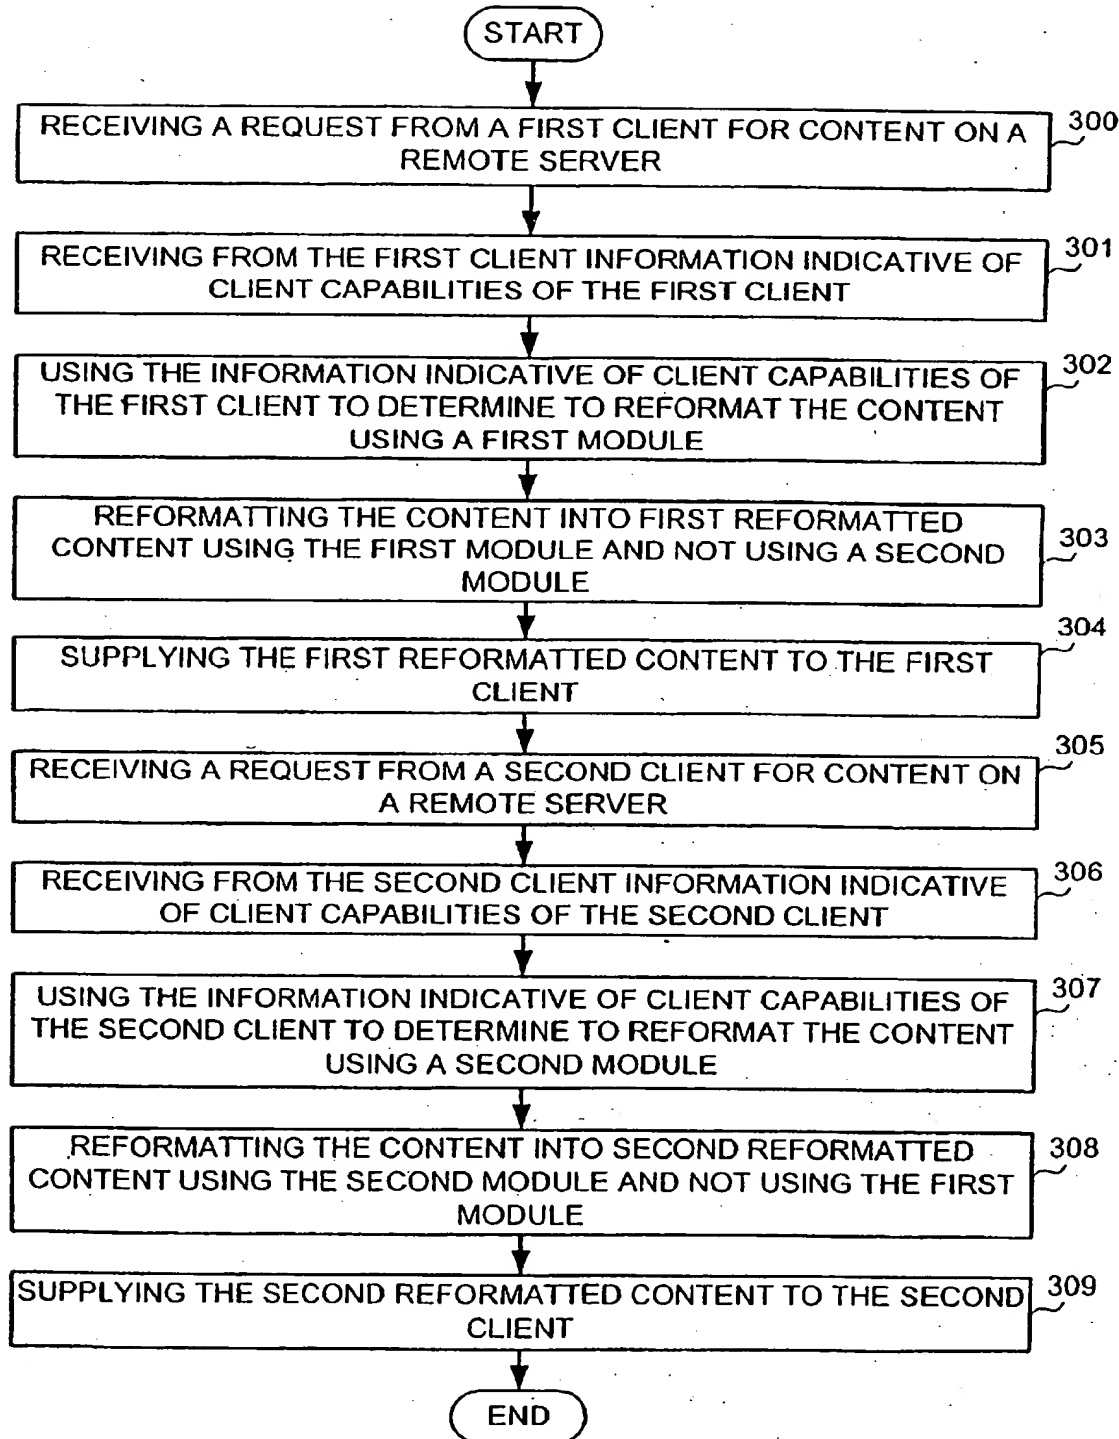 START
RECEIVING A REQUEST FROM A FIRST CLIENT FOR CONTENT ON A
REMOTE SERVER
300
RECEIVING FROM THE FIRST CLIENT INFORMATION INDICATIVE OF
CLIENT CAPABILITIES OF THE FIRST CLIENT
301
USING THE INFORMATION INDICATIVE OF CLIENT CAPABILITIES OF
THE FIRST CLIENT TO DETERMINE TO REFORMAT THE CONTENT
USING A FIRST MODULE
302
REFORMATTING THE CONTENT INTO FIRST REFORMATTED
CONTENT USING THE FIRST MODULE AND NOT USING A SECOND
MODULE
303
SUPPLYING THE FIRST REFORMATTED CONTENT TO THE FIRST
CLIENT
304
RECEIVING A REQUEST FROM A SECOND CLIENT FOR CONTENT ON
A REMOTE SERVER
305
RECEIVING FROM THE SECOND CLIENT INFORMATION INDICATIVE
OF CLIENT CAPABILITIES OF THE SECOND CLIENT
306
USING THE INFORMATION INDICATIVE OF CLIENT CAPABILITIES OF
THE SECOND CLIENT TO DETERMINE TO REFORMAT THE CONTENT
USING A SECOND MODULE
307
REFORMATTING THE CONTENT INTO SECOND REFORMATTED
CONTENT USING THE SECOND MODULE AND NOT USING THE FIRST
MODULE
308
SUPPLYING THE SECOND REFORMATTED CONTENT TO THE SECOND
CLIENT
309
END